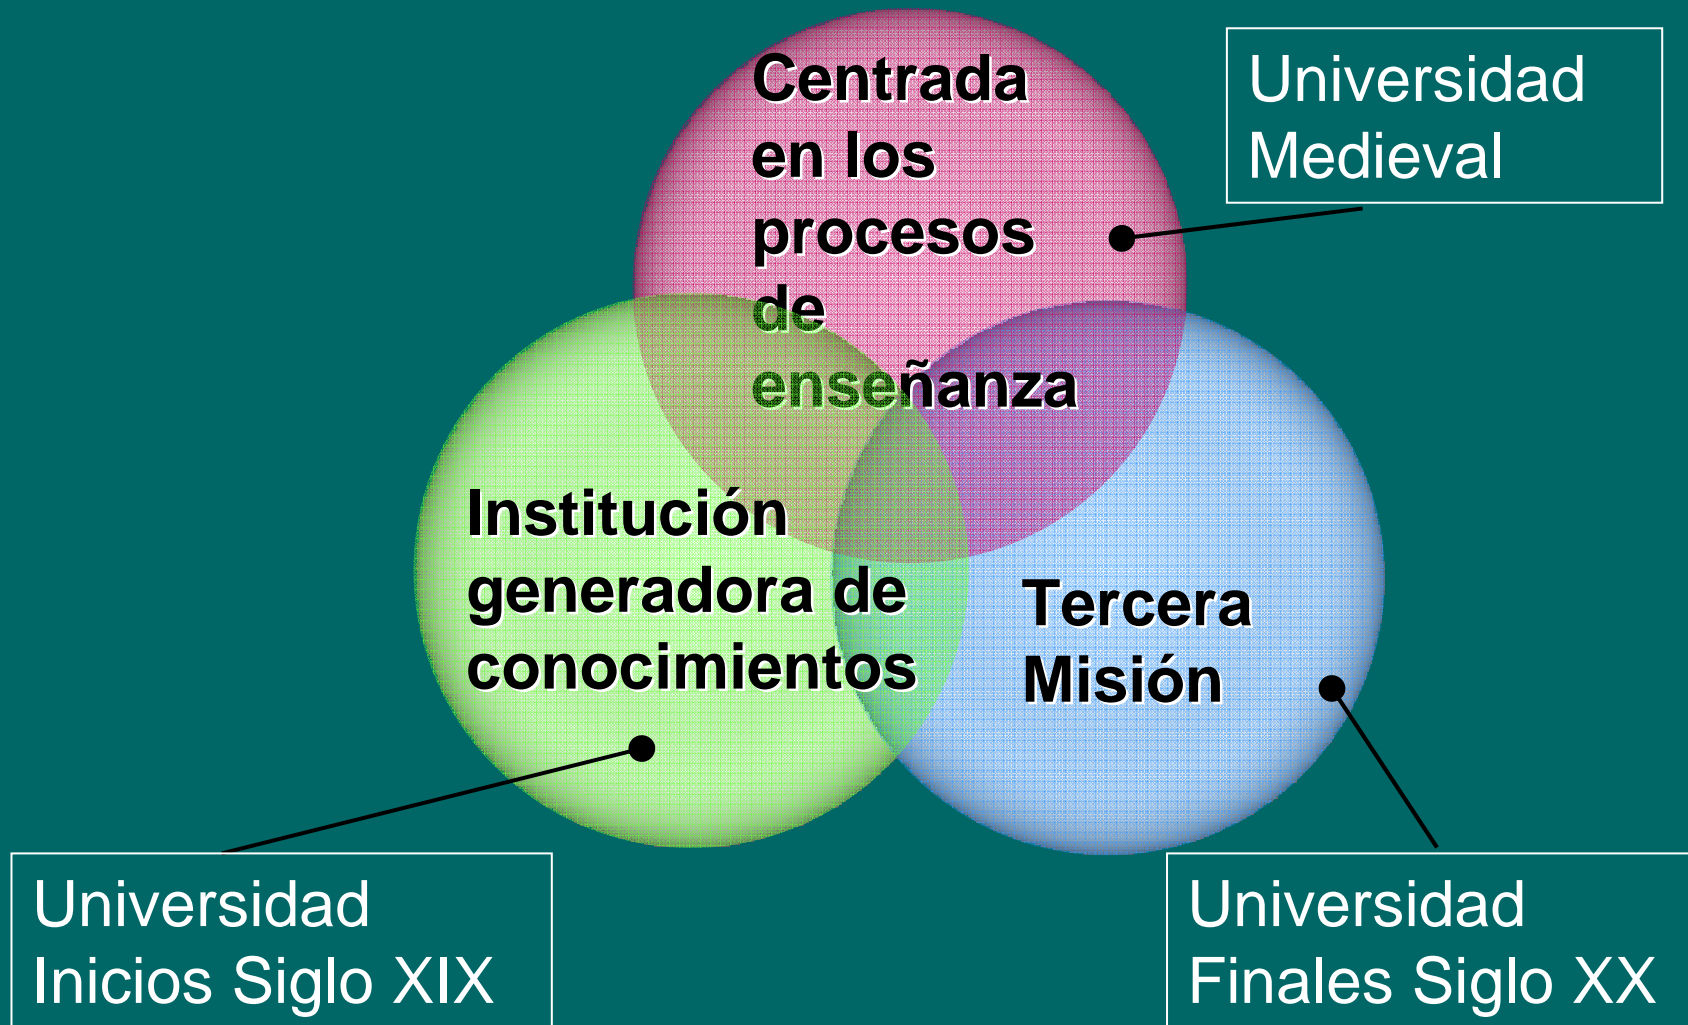 Centrada
en los
procesos
de
enseñanza
Universidad
Medieval
Institución
generadora de
conocimientos
Tercera
Misión
Universidad
Inicios Siglo XIX
Universidad
Finales Siglo XX